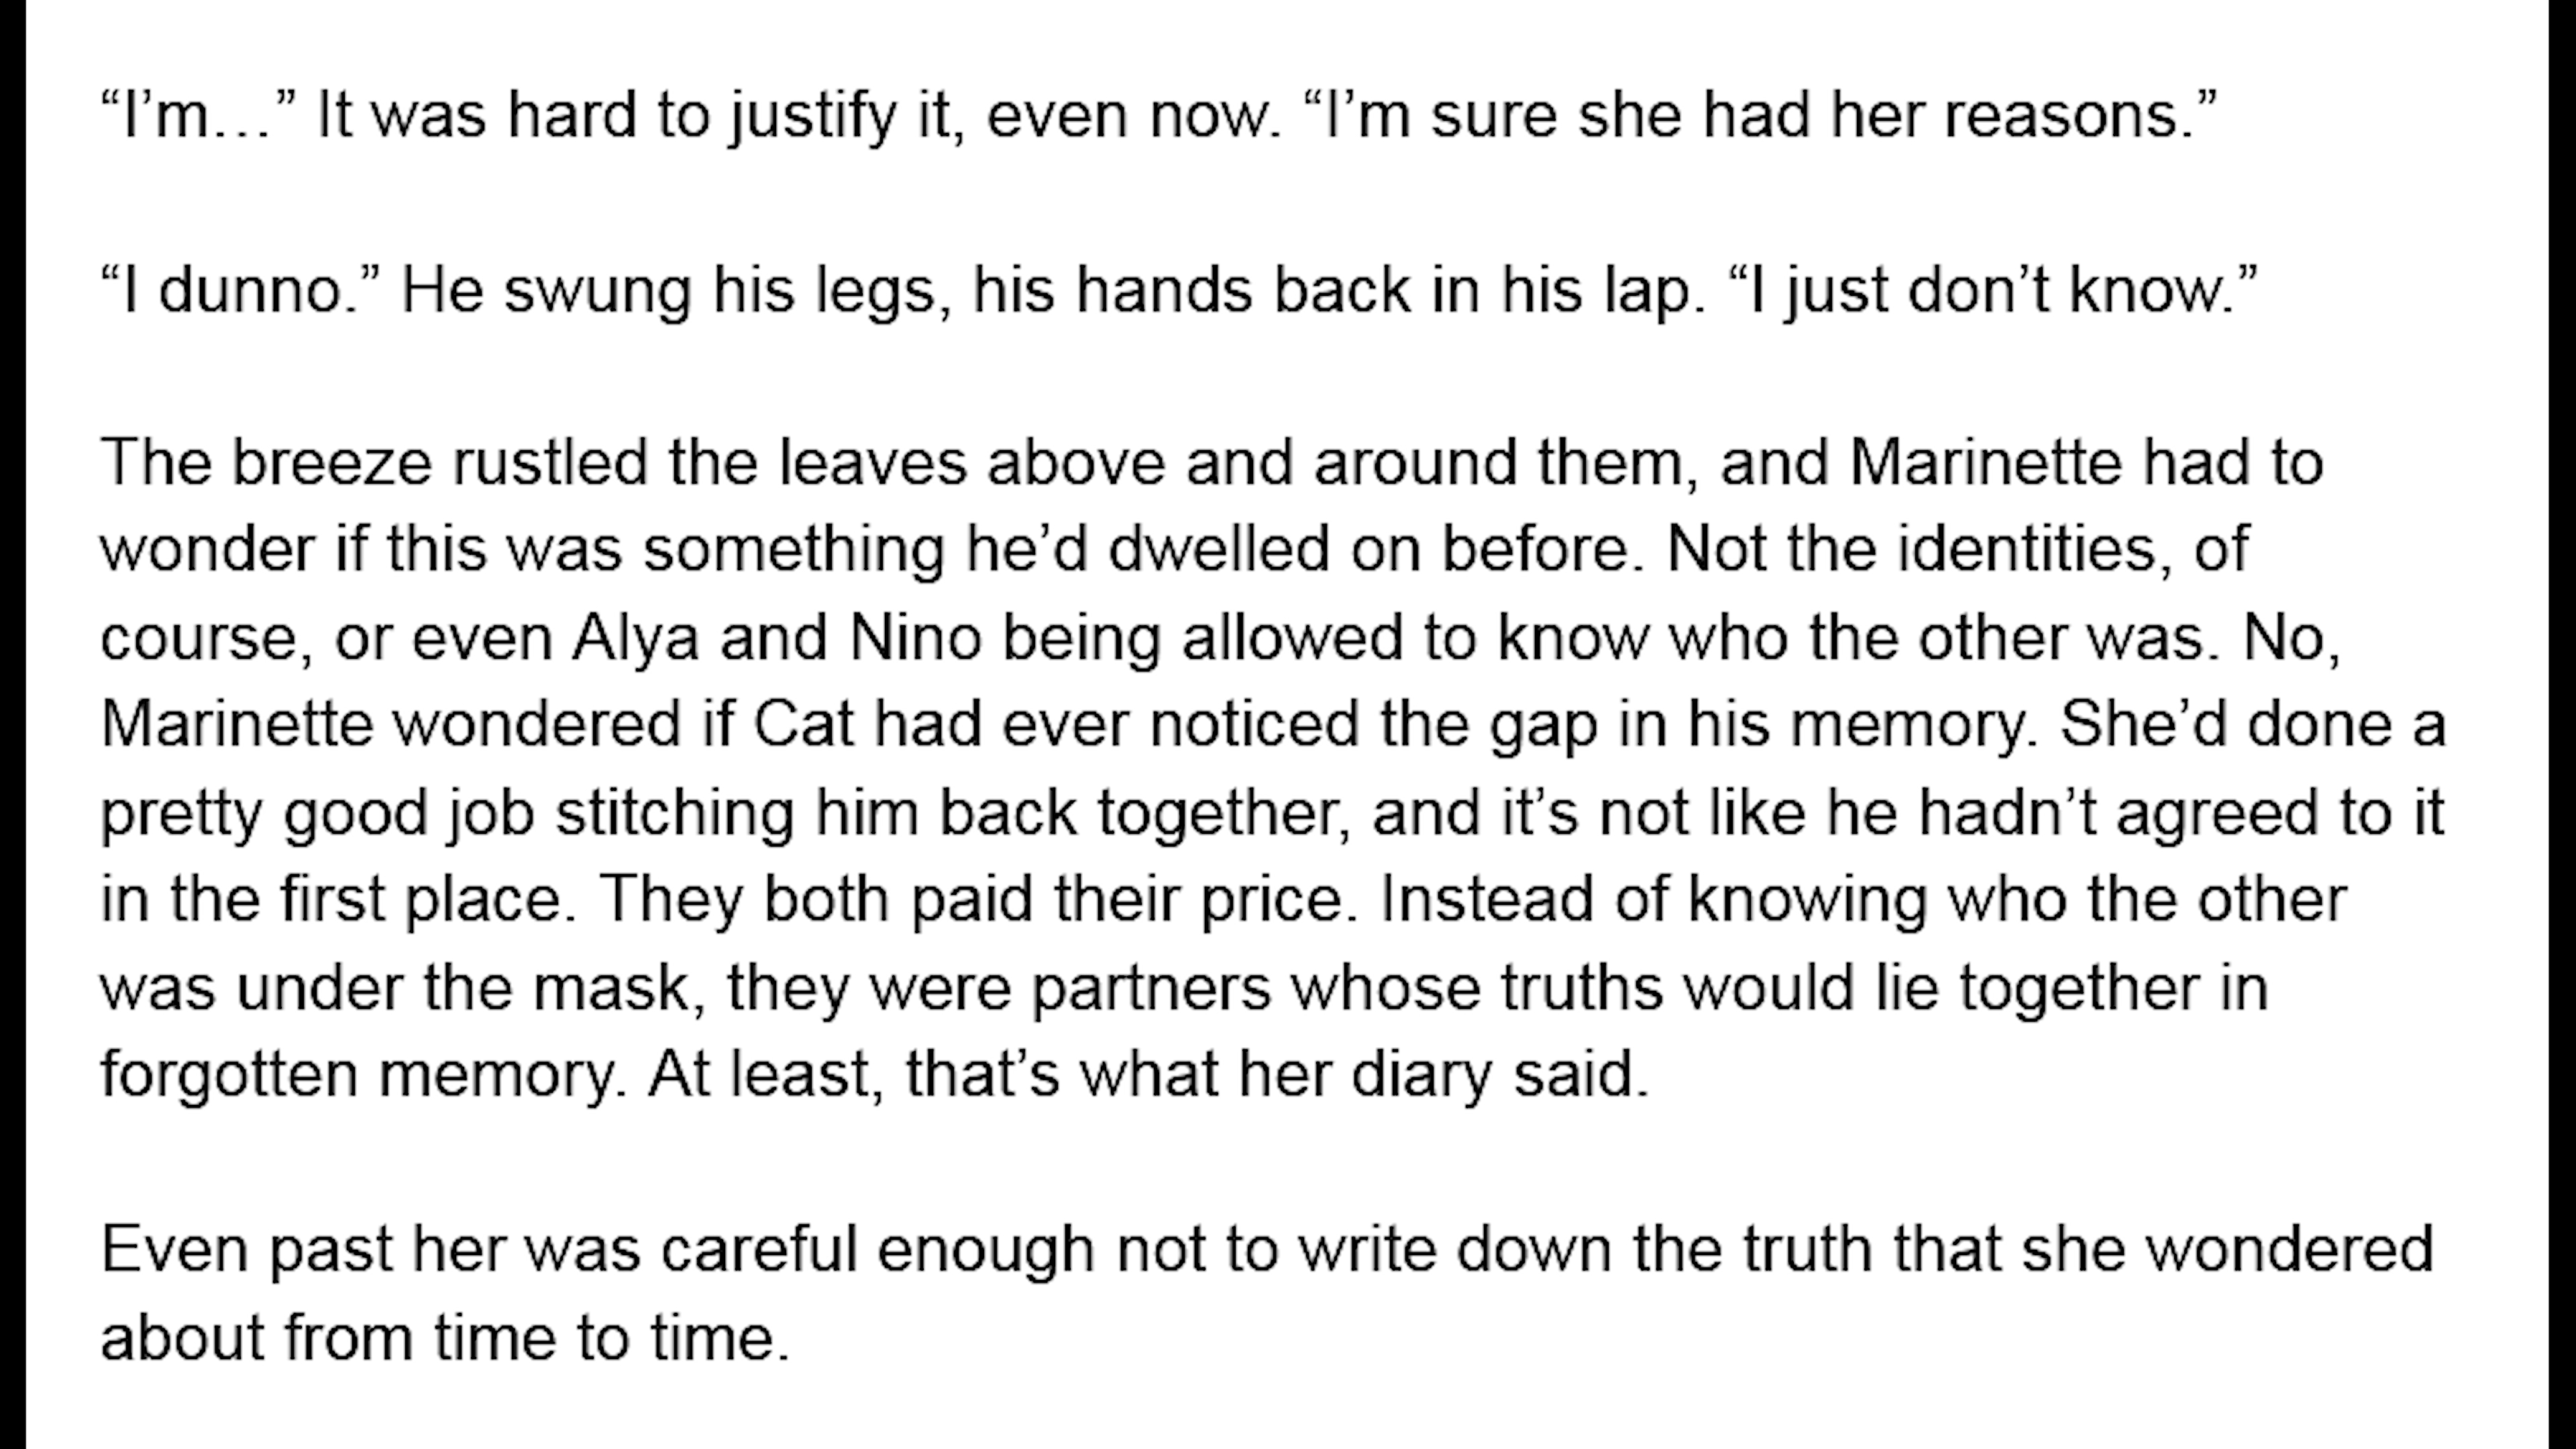 “I’m…” It was hard to justify it, even now. “I’m sure she had her reasons.”
“I dunno.” He swung his legs, his hands back in his lap. “I just don’t know.”
The breeze rustled the leaves above and around them, and Marinette had to
wonder if this was something he’d dwelled on before. Not the identities, of
course, or even Alya and Nino being allowed to know who the other was. No,
Marinette wondered if Cat had ever noticed the gap in his memory. She’d done a
pretty good job stitching him back together, and it’s not like he hadn’t agreed to it
in the first place. They both paid their price. Instead of knowing who the other
was under the mask, they were partners whose truths would lie together in
forgotten memory. At least, that’s what her diary said.
Even past her was careful enough not to write down the truth that she wondered
about from time to time.